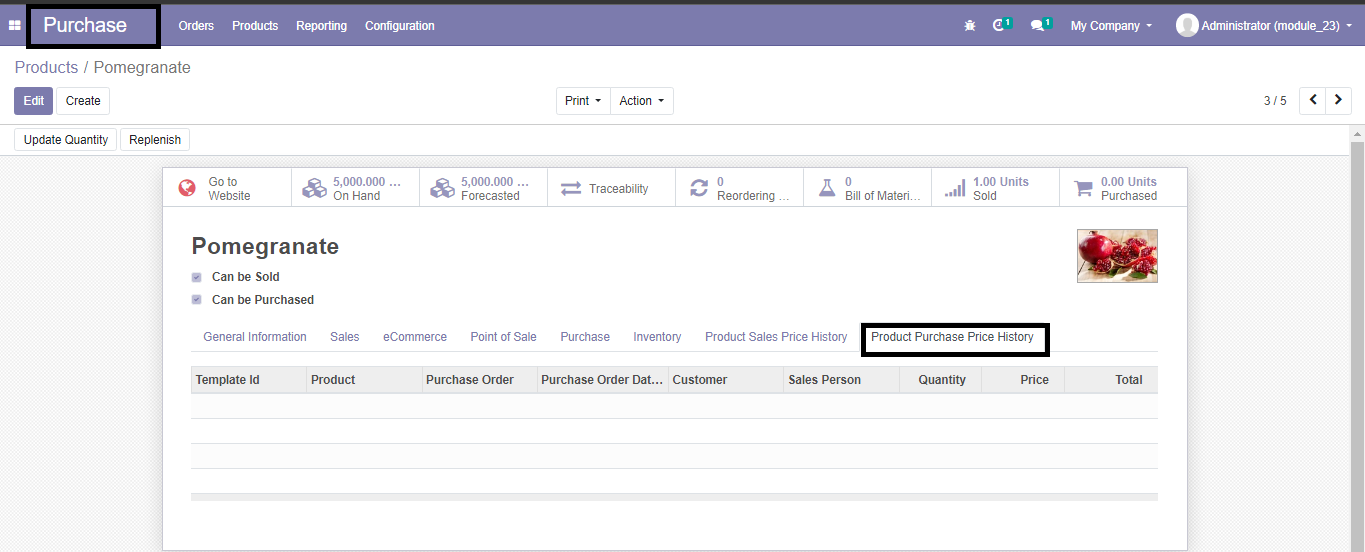 Purchase Orders Products Reporting Configuration 1 1 My Company Administrator (module_23)
Products / Pomegranate
Edit Create Print Action 3 / 5
Update Quantity Replenish
Go to Website
5,000.000 ... On Hand
5,000.000 ... Forecasted
Traceability
0 Reordering ...
0 Bill of Materi...
1.00 Units Sold
0.00 Units Purchased
Pomegranate
Can be Sold
Can be Purchased
General Information Sales eCommerce Point of Sale Purchase Inventory Product Sales Price History Product Purchase Price History
Template Id Product Purchase Order Purchase Order Dat... Customer Sales Person Quantity Price Total